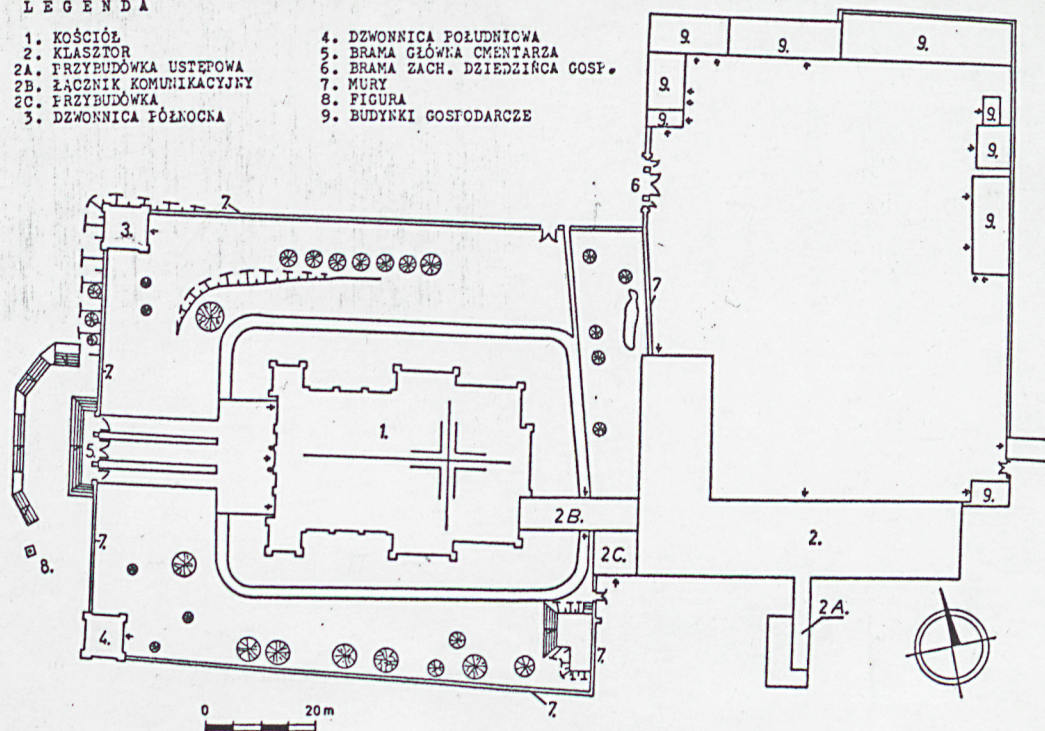 LEGENDA
1. KOŚCIÓŁ
2. KLASZTOR
2A. PRZYBUDÓWKA USTĘPOWA
2B. ŁĄCZNIK KOMUNIKACYJNY
2C. PRZYBUDÓWKA
3. DZWONNICA PÓŁNOCNA
4. DZWONNICA POŁUDNIOWA
5. BRAMA GŁÓWNA CMENTARZA
6. BRAMA ZACH. DZIEDZIŃCA GOSP.
7. MURY
8. FIGURA
9. BUDYNKI GOSPODARCZE
9.
9.
9.
9.
9.
9.
9.
6
9.
7.
3.
7
7.
1.
5.
9.
2B.
2.
7.
2C.
8.
2A.
4.
7.
7.
0 20 m